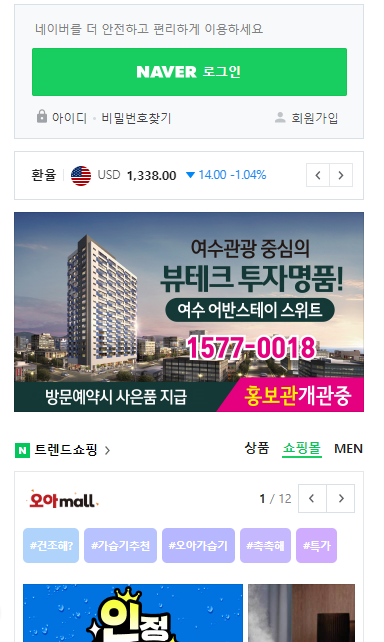 네이버를 더 안전하고 편리하게 이용하세요
NAVER 로그인
아이디 · 비밀번호찾기 회원가입
환율 USD 1,338.00 ▼ 14.00 -1.04%
여수관광 중심의
뷰테크 투자명품!
여수 어반스테이 스위트
1577-0018
방문예약시 사은품 지급 홍보관개관중
N 트렌드쇼핑 > 상품 쇼핑몰 MEN
오아mall. 1 / 12
#건조해? #가습기추천 #오아가습기 #촉촉해 #특가
인정